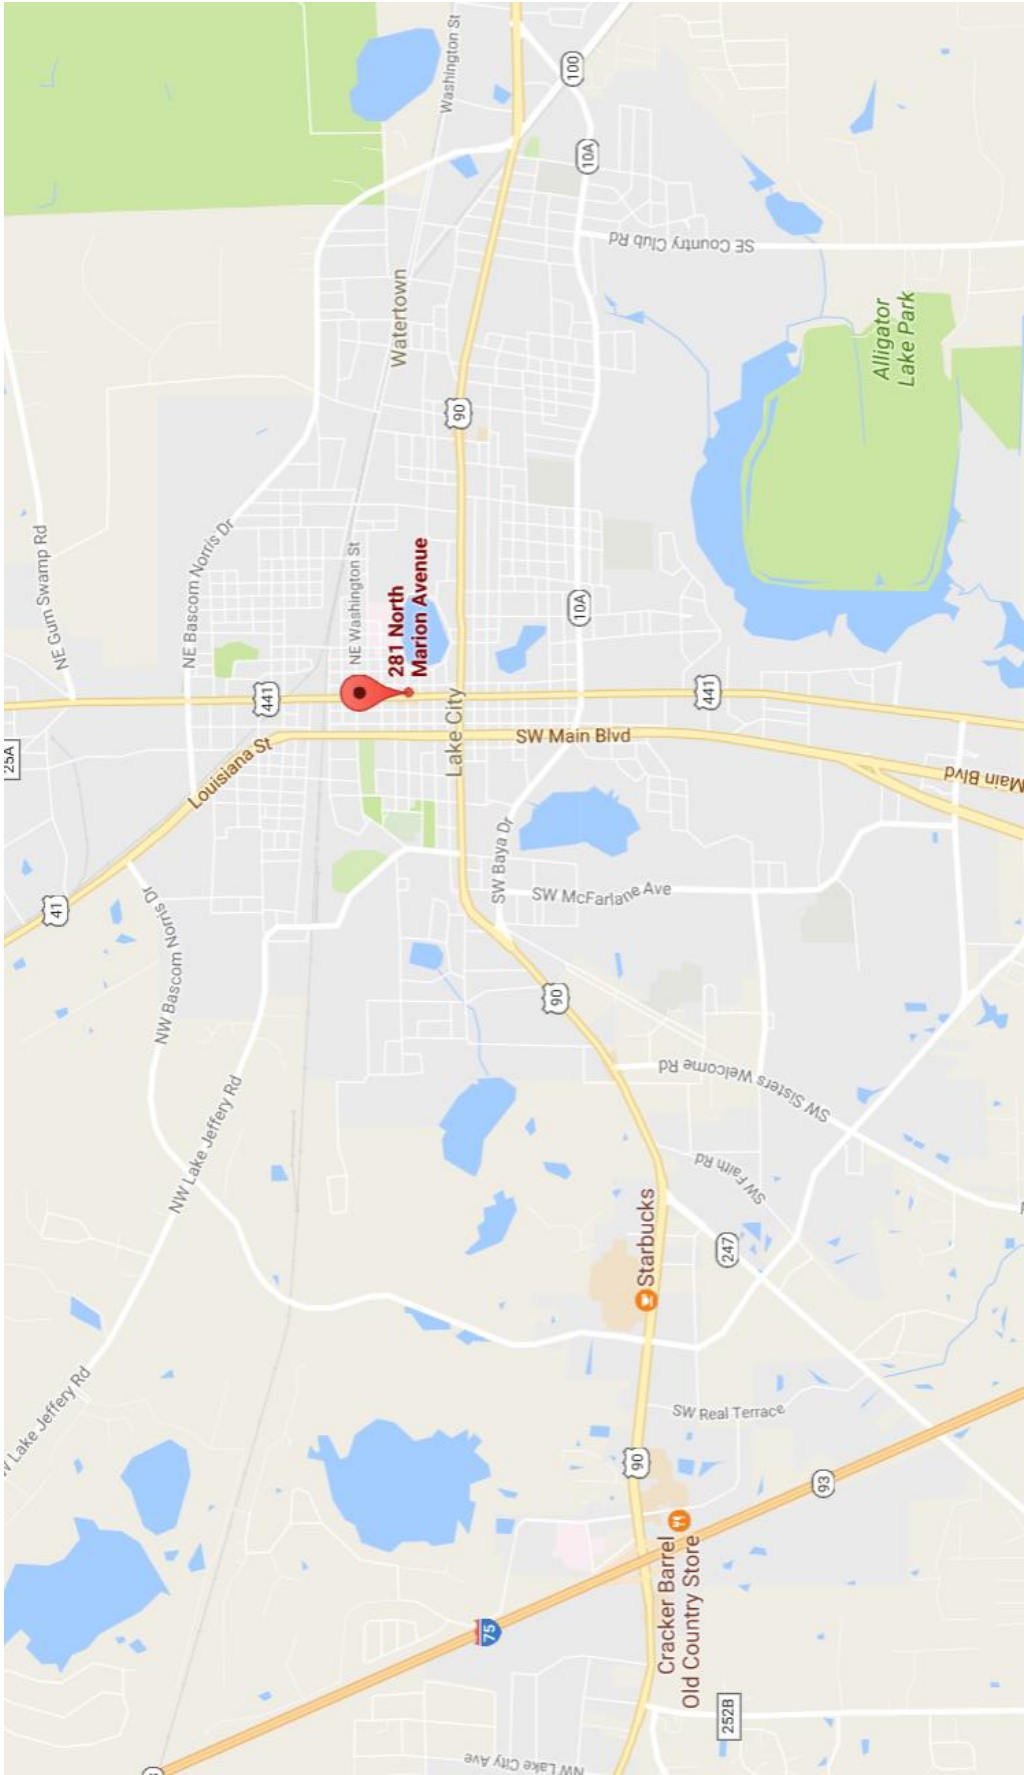 Washington St
100
10A
SE Country Club Rd
Watertown
Alligator
Lake Park
90
NE Gum Swamp Rd
NE Bascom Norris Dr
NE Washington St
281 North
Marion Avenue
10A
441
441
25A
Louisiana St
Lake City
SW Main Blvd
Main Blvd
41
NW Bascom Norris Dr
SW Baya Dr
SW McFarlane Ave
90
NW Lake Jeffery Rd
SW Sisters Welcome Rd
SW Faith Rd
Starbucks
247
Lake Jeffery Rd
SW Real Terrace
90
93
Cracker Barrel
Old Country Store
75
252B
NW Lake City Ave